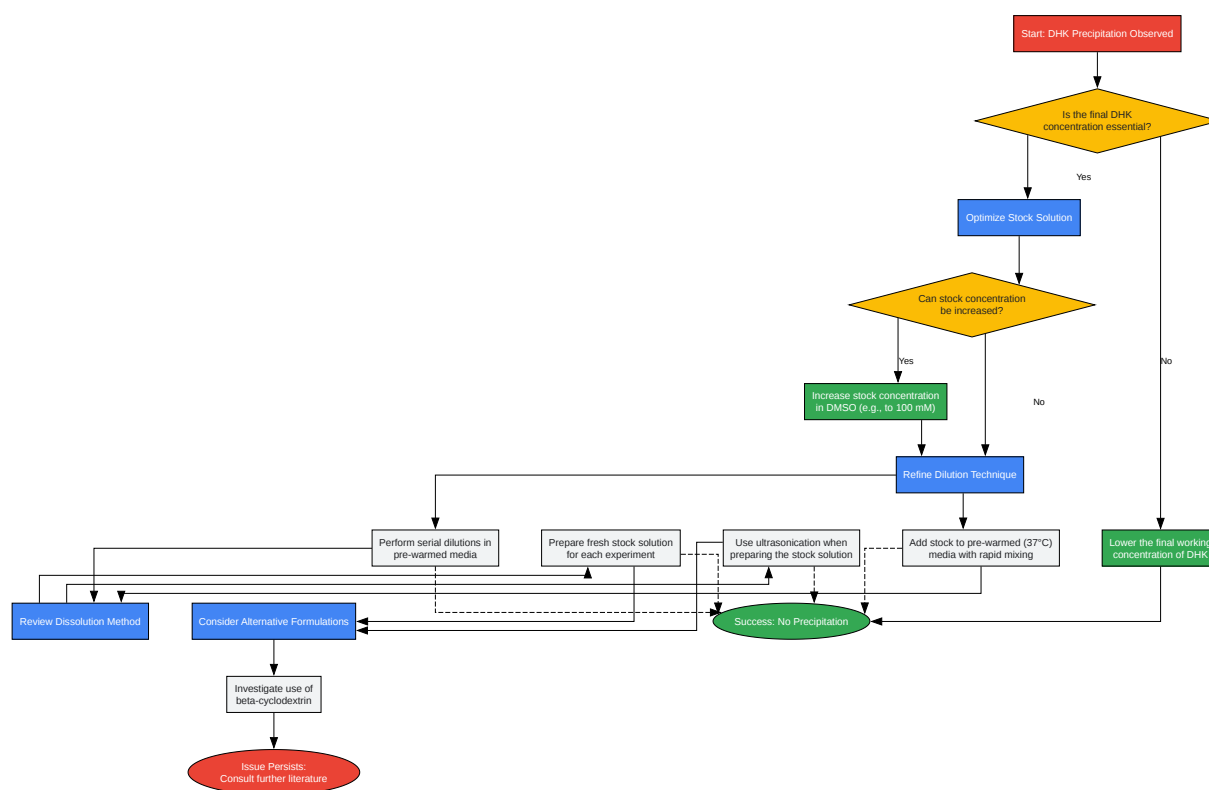 Start: DHK Precipitation Observed
Is the final DHK
concentration essential?
Yes
Optimize Stock Solution
Can stock concentration
be increased?
Yes
No
Increase stock concentration
in DMSO (e.g., to 100 mM)
No
Refine Dilution Technique
Perform serial dilutions in
pre-warmed media
Prepare fresh stock solution
for each experiment
Use ultrasonication when
preparing the stock solution
Add stock to pre-warmed (37°C)
media with rapid mixing
Lower the final working
concentration of DHK
Review Dissolution Method
Consider Alternative Formulations
Success: No Precipitation
Investigate use of
beta-cyclodextrin
Issue Persists:
Consult further literature